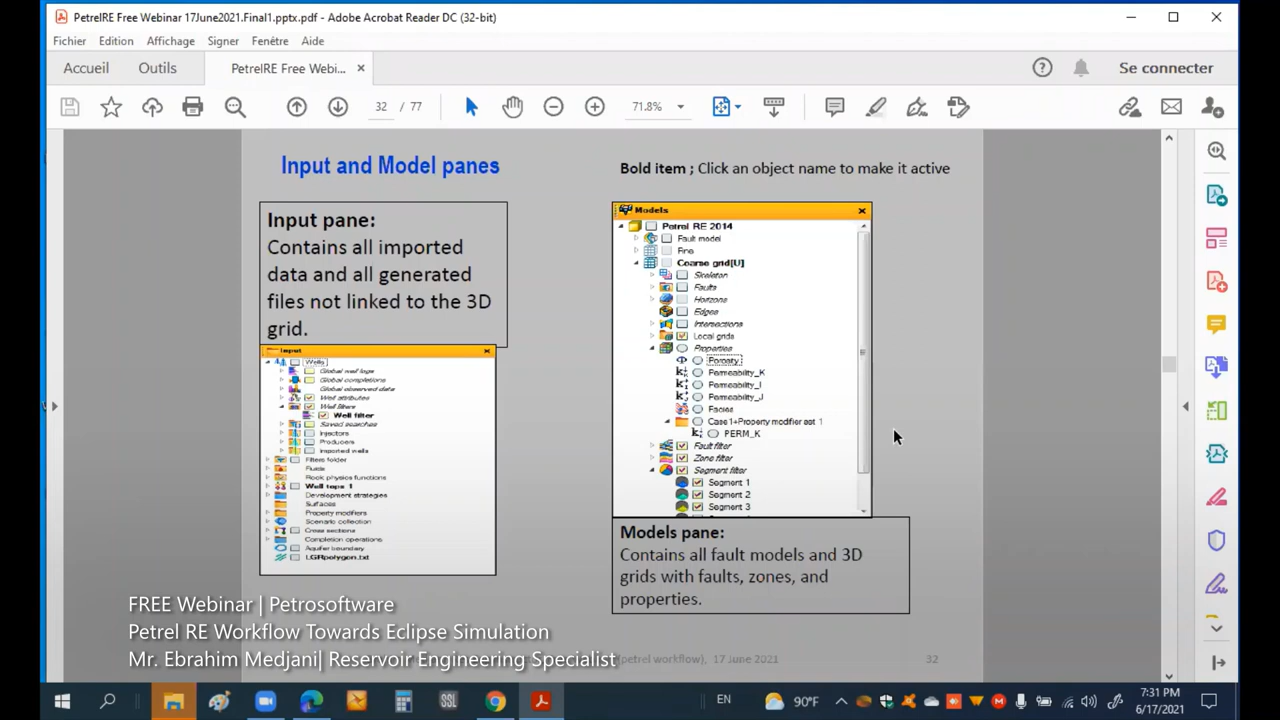 PetrelRE Free Webinar 17June2021.Final1.pptx.pdf - Adobe Acrobat Reader DC (32-bit)
Fichier Edition Affichage Signer Fenêtre Aide
Accueil Outils PetrelRE Free Webi... × Se connecter
32 / 77 71.8%
Input and Model panes
Bold item ; Click an object name to make it active
Input pane:
Contains all imported
data and all generated
files not linked to the 3D
grid.
Input
Wells
Global well logs
Global completions
Global observed data
Well attributes
Well filters
Well filter
Saved searches
Injectors
Producers
Imported wells
Filters folder
Fluids
Rock physics functions
Well tops 1
Development strategies
Surfaces
Property modifiers
Scenario collection
Cross sections
Completion operations
Aquifer boundary
LGRpolygon.txt
Models
Petrel RE 2014
Fault model
Fine
Coarse grid[U]
Skeleton
Faults
Horizons
Edges
Intersections
Local grids
Properties
Porosity
Permeability_K
Permeability_I
Permeability_J
Facies
Case1+Property modifier set 1
PERM_K
Fault filter
Zone filter
Segment filter
Segment 1
Segment 2
Segment 3
Models pane:
Contains all fault models and 3D
grids with faults, zones, and
properties.
(petrel workflow), 17 June 2021 32
FREE Webinar | Petrosoftware
Petrel RE Workflow Towards Eclipse Simulation
Mr. Ebrahim Medjani| Reservoir Engineering Specialist
SSL EN 90°F 7:31 PM
6/17/2021